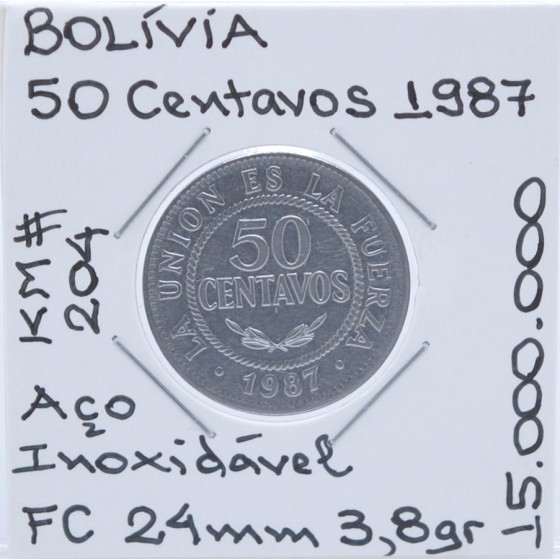 BOLÍVIA
50 Centavos 1987
KM#
204
LA UNION ES LA FUERZA
50
CENTAVOS
1987
15.000.000
Aço
Inoxidável
FC 24mm 3,8gr